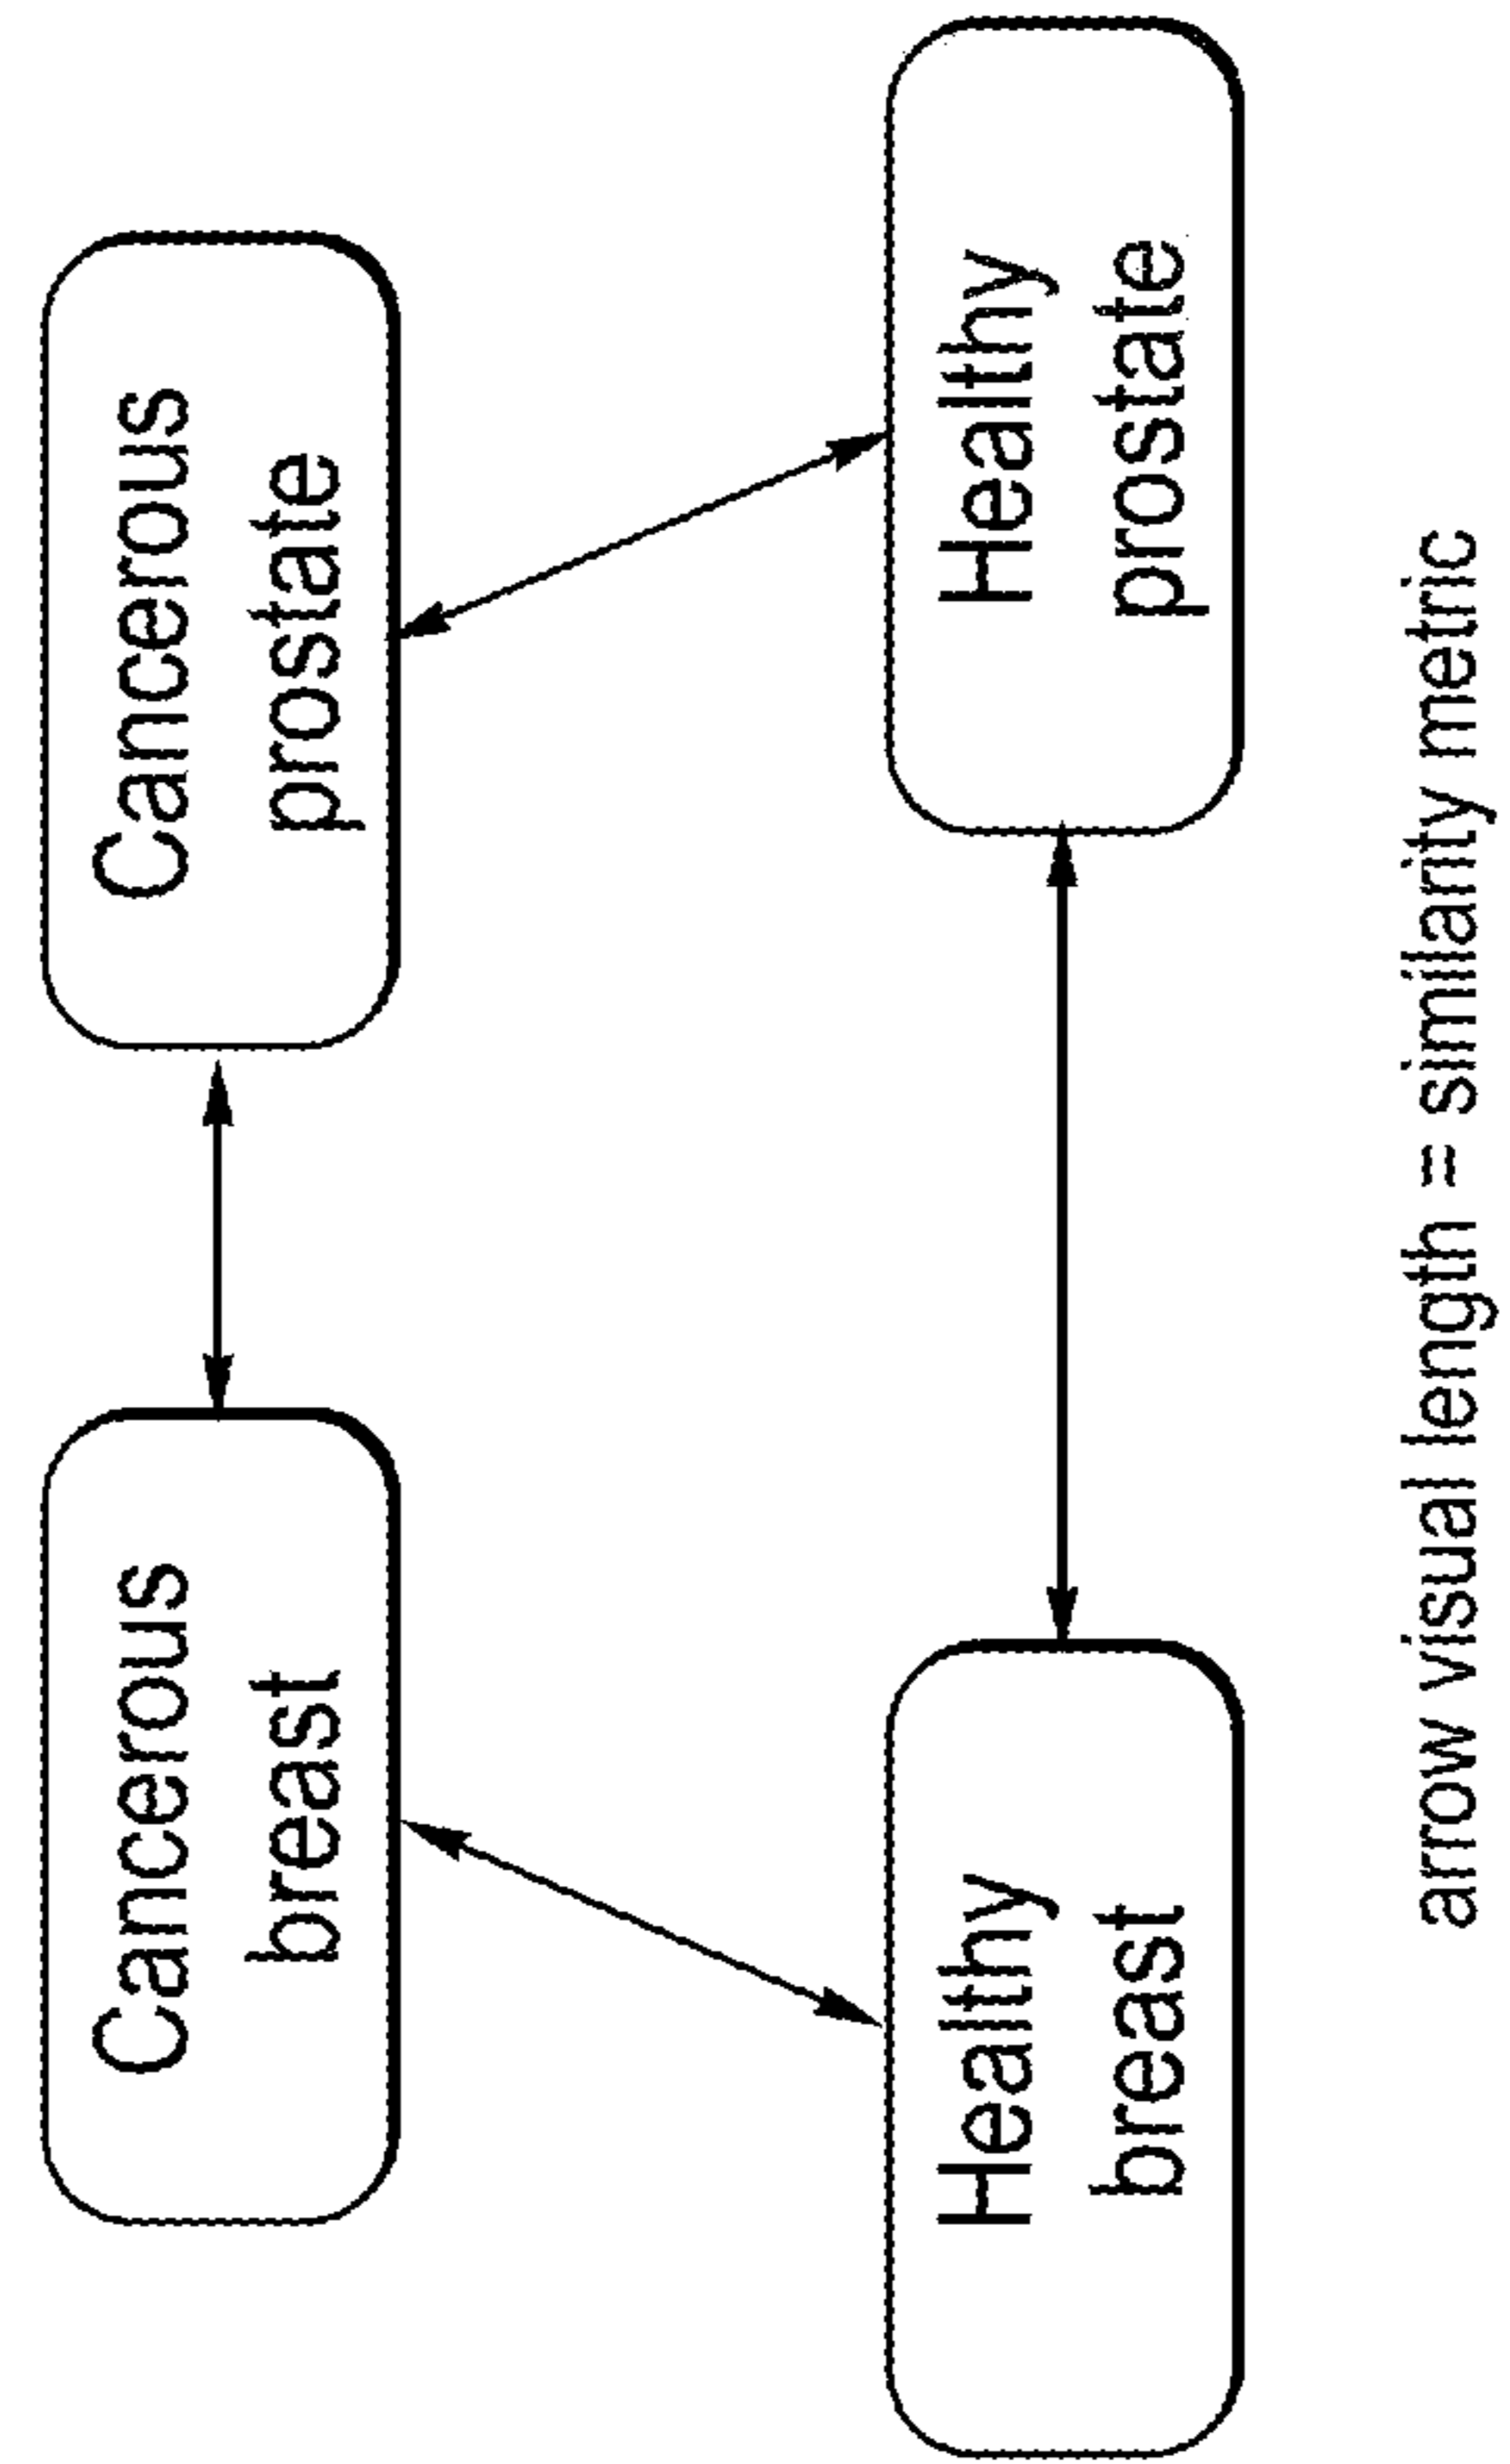 Cancerous
breast
Cancerous
prostate
Healthy
breast
Healthy
prostate
arrow visual length = similarity metric